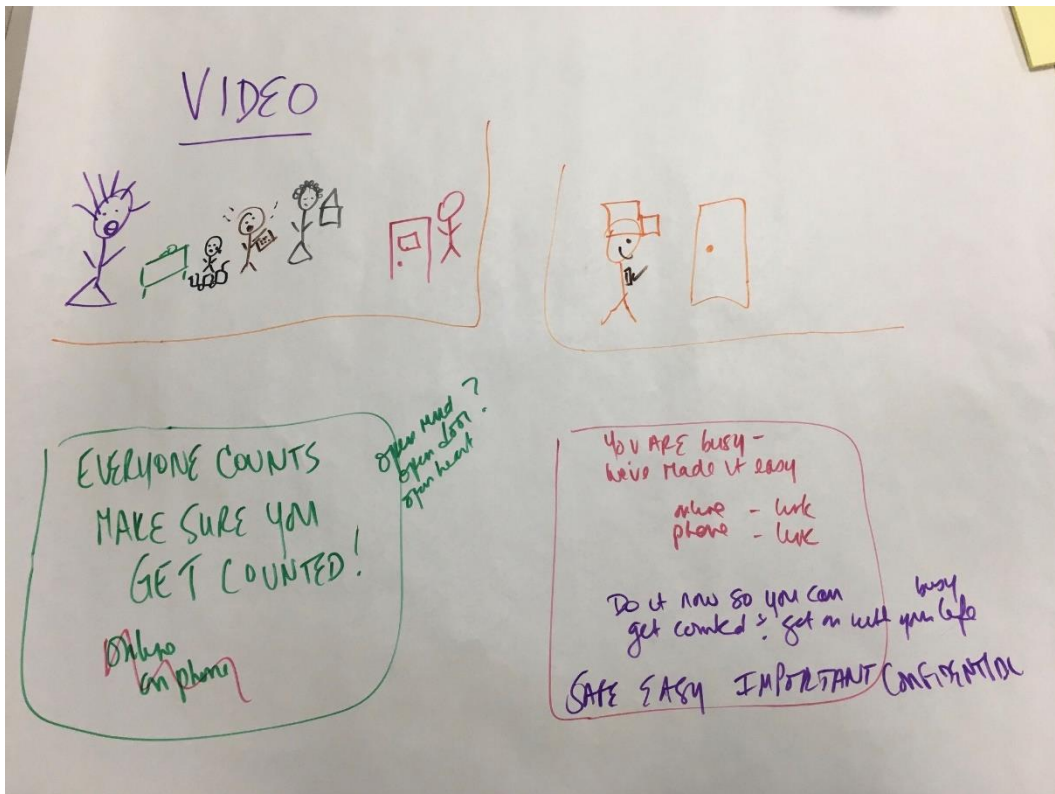 VIDEO
EVERYONE COUNTS
MAKE SURE YOU
GET COUNTED!
online
on phone
open mind ?
open door !
open heart
YOU ARE busy -
We've made it easy
online - link
phone - link
Do it now so you can
get counted & get on with your busy life
SAFE EASY IMPORTANT CONFIDENTIAL